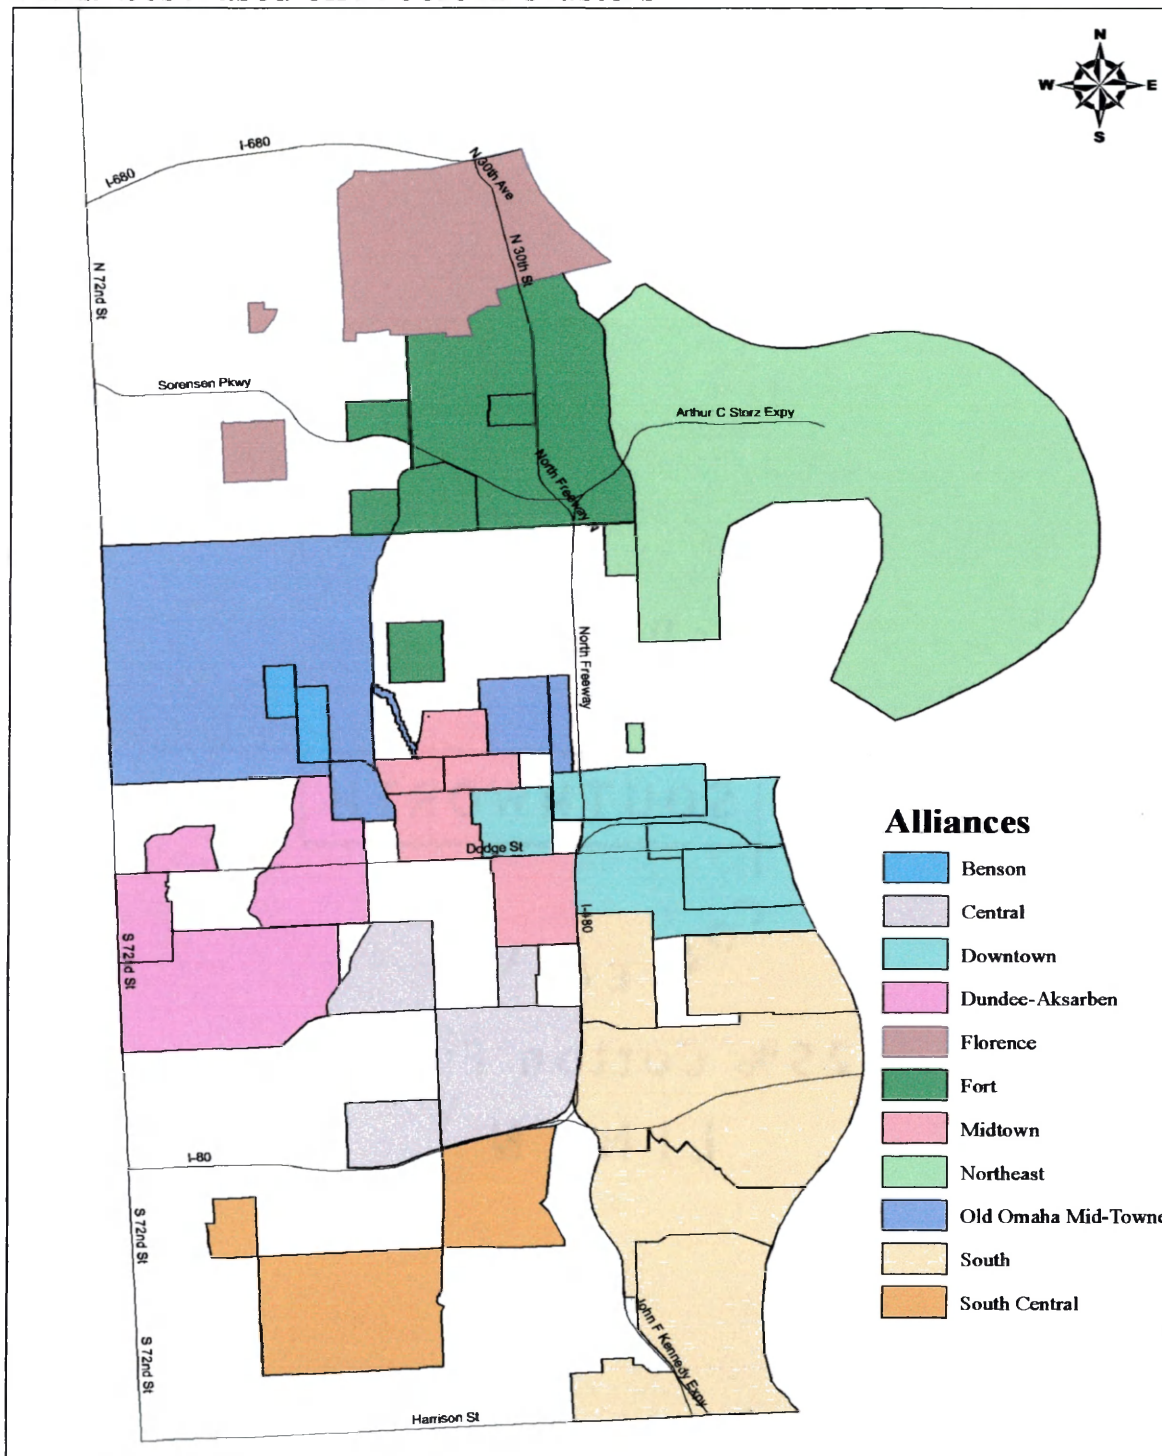 N
W E
S
I-680
I-680
N 30th Ave
N 30th St
N 72nd St
Sorensen Pkwy
Arthur C Storz Expy
North Freeway
North Freeway
Dodge St
I-480
S 72nd St
I-80
S 72nd St
S 72nd St
John F Kennedy Expy
Harrison St
Alliances
Benson
Central
Downtown
Dundee-Aksarben
Florence
Fort
Midtown
Northeast
Old Omaha Mid-Towne
South
South Central